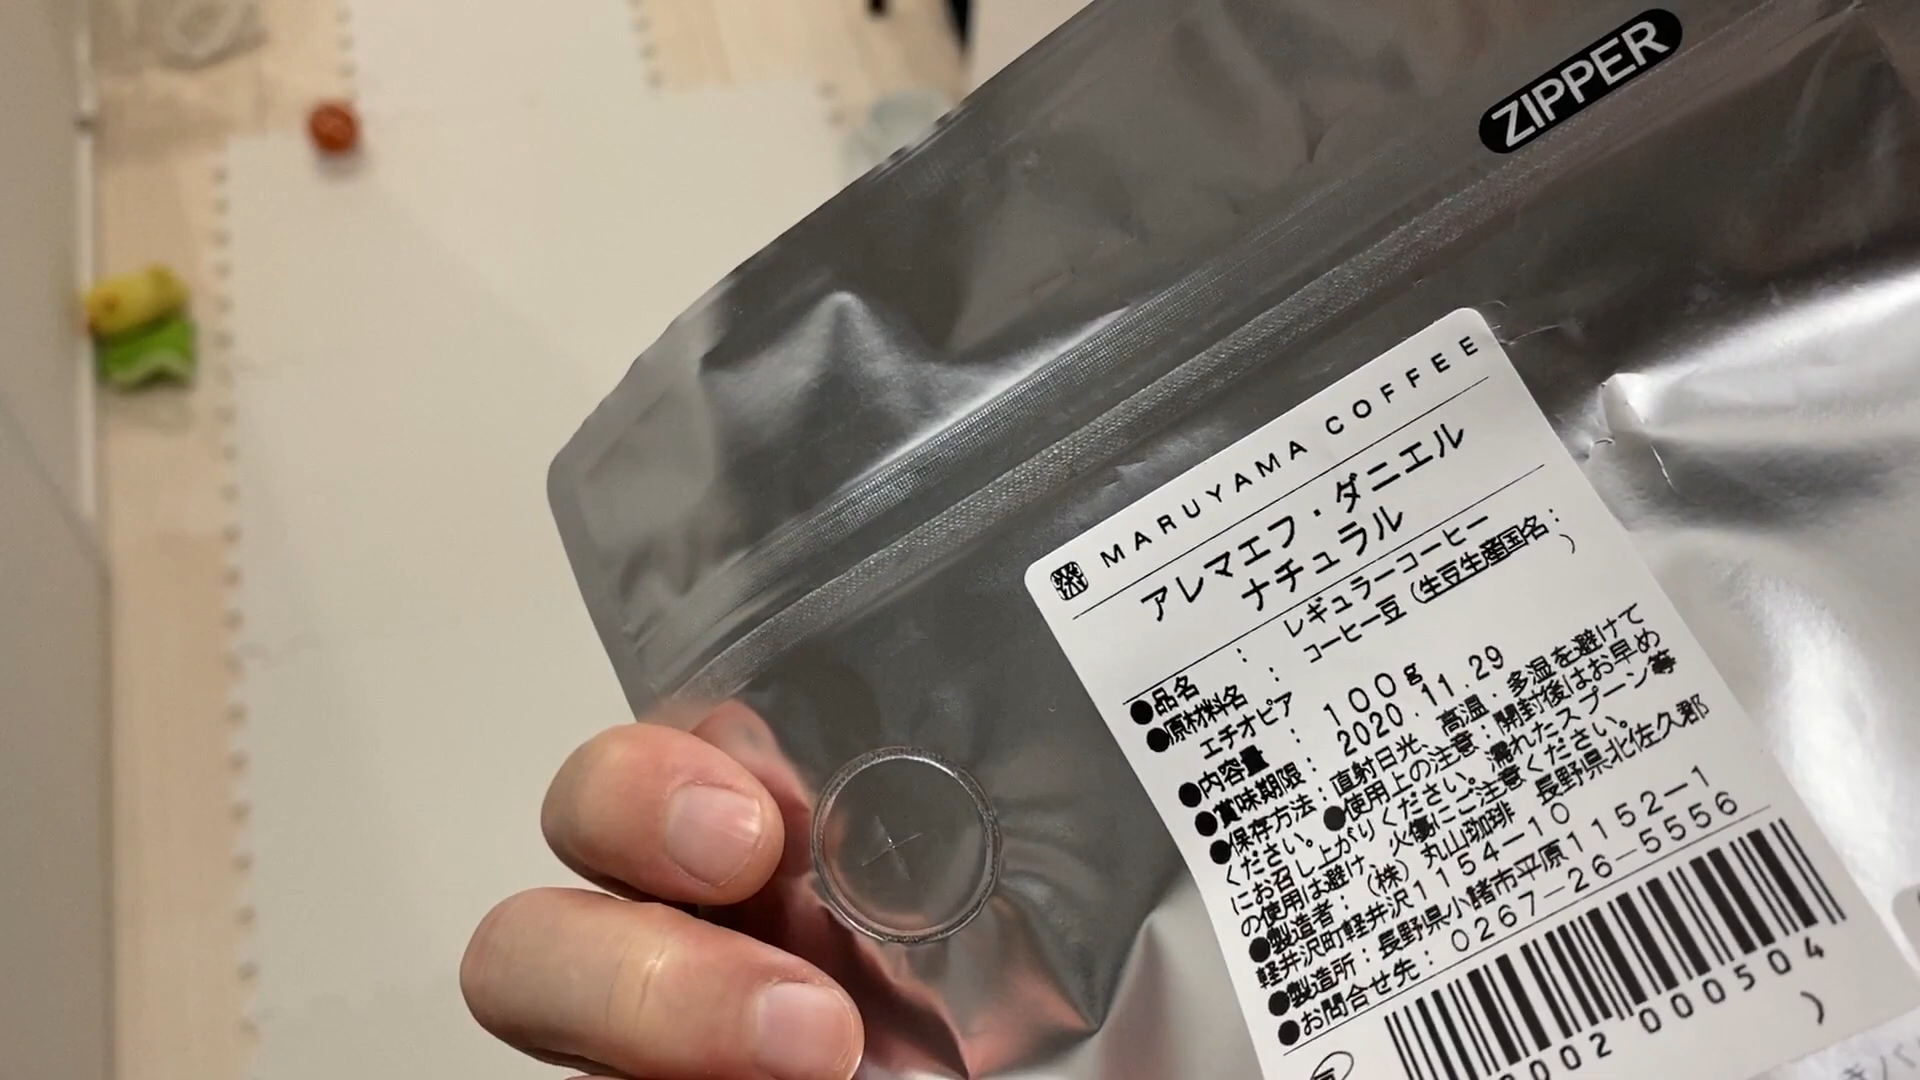 ZIPPER
MARUYAMA COFFEE
アレマエフ・ダニエル
ナチュラル
●品名 : レギュラーコーヒー
●原材料名 : コーヒー豆(生豆生産国名:
エチオピア )
●内容量 : 100g
●賞味期限: 2020.11.29
●保存方法:直射日光、高温・多湿を避けて
ください。●使用上の注意:開封後はお早め
にお召し上がりください。濡れたスプーン等
の使用は避け、火傷にご注意ください。
●製造者:(株)丸山珈琲 長野県北佐久郡
軽井沢町軽井沢1154-10
●製造所:長野県小諸市平原1152-1
●お問合せ先: 0267-26-5556
0002 000504